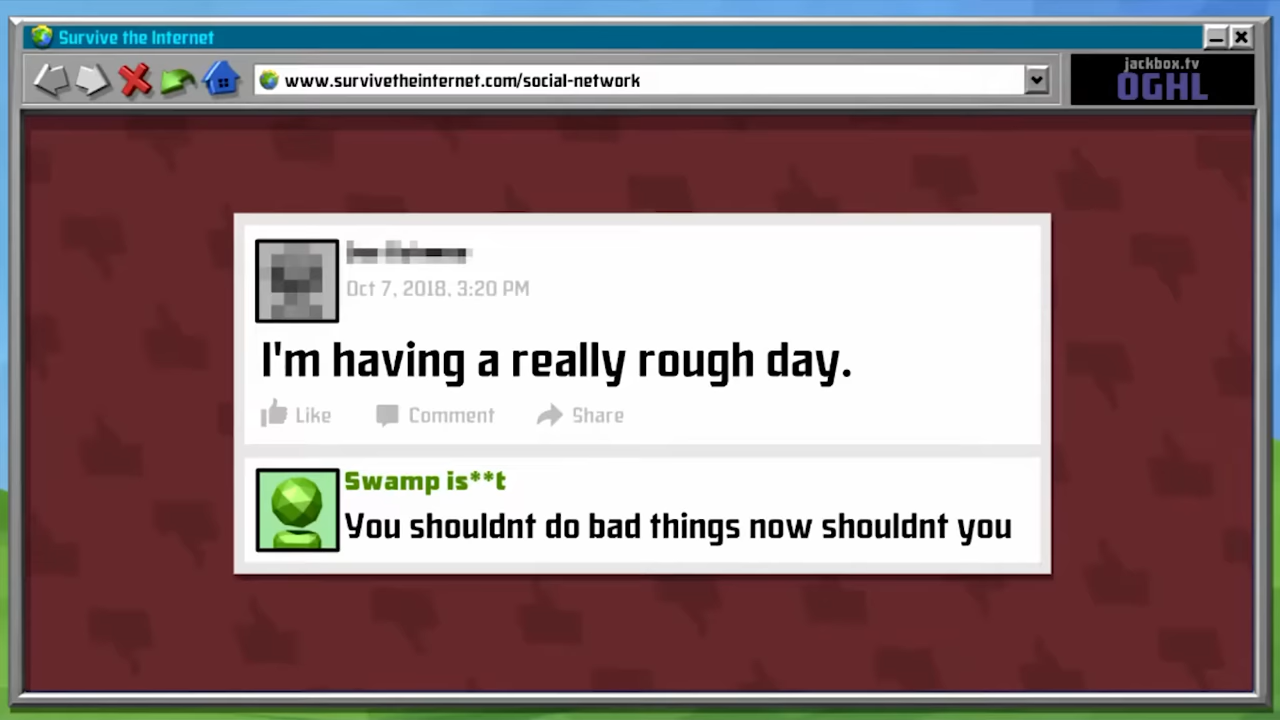 Survive the Internet
www.survivetheinternet.com/social-network
jackbox.tv
OGHL
Oct 7, 2018, 3:20 PM
I'm having a really rough day.
Like Comment Share
Swamp is**t
You shouldnt do bad things now shouldnt you